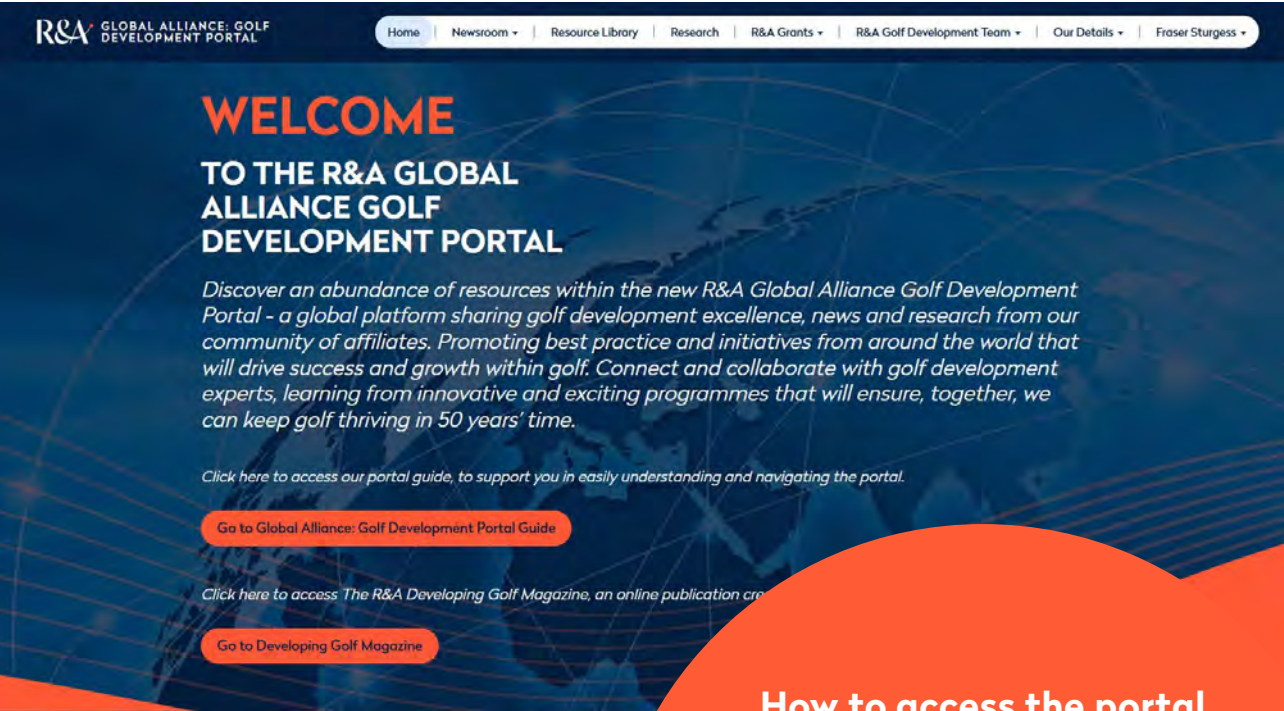 R&A GLOBAL ALLIANCE: GOLF
DEVELOPMENT PORTAL
Home Newsroom Resource Library Research R&A Grants R&A Golf Development Team Our Details Fraser Sturgess
WELCOME
TO THE R&A GLOBAL
ALLIANCE GOLF
DEVELOPMENT PORTAL
Discover an abundance of resources within the new R&A Global Alliance Golf Development
Portal - a global platform sharing golf development excellence, news and research from our
community of affiliates. Promoting best practice and initiatives from around the world that
will drive success and growth within golf. Connect and collaborate with golf development
experts, learning from innovative and exciting programmes that will ensure, together, we
can keep golf thriving in 50 years' time.
Click here to access our portal guide, to support you in easily understanding and navigating the portal.
Go to Global Alliance: Golf Development Portal Guide
Click here to access The R&A Developing Golf Magazine, an online publication
Go to Developing Golf Magazine
How to access the portal